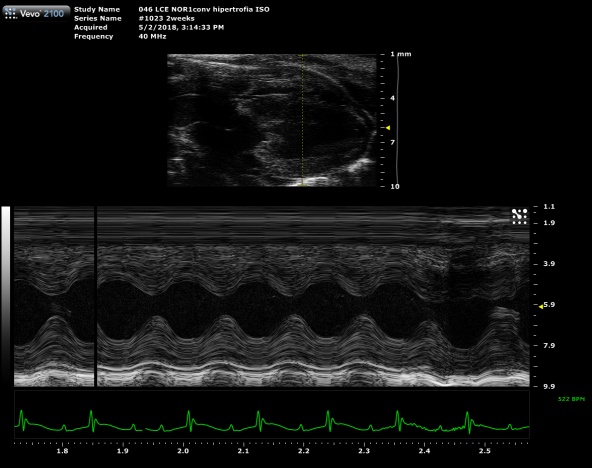 Vevo 2100
Study Name 046 LCE NOR1conv hipertrofia ISO
Series Name #1023 2weeks
Acquired 5/2/2018, 3:14:33 PM
Frequency 40 MHz
1 mm
4
7
10
1.1
1.9
3.9
5.9
7.9
9.9
522 BPM
1.8 1.9 2.0 2.1 2.2 2.3 2.4 2.5